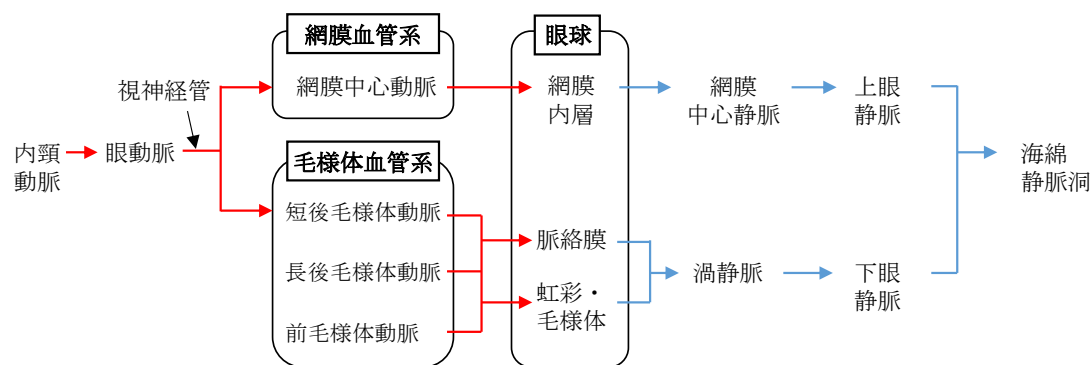 網膜血管系
眼球
網膜中心動脈
網膜
内層
網膜
中心静脈
上眼
静脈
視神経管
内頸
動脈
眼動脈
海綿
静脈洞
毛様体血管系
短後毛様体動脈
脈絡膜
長後毛様体動脈
渦静脈
下眼
静脈
虹彩・
毛様体
前毛様体動脈